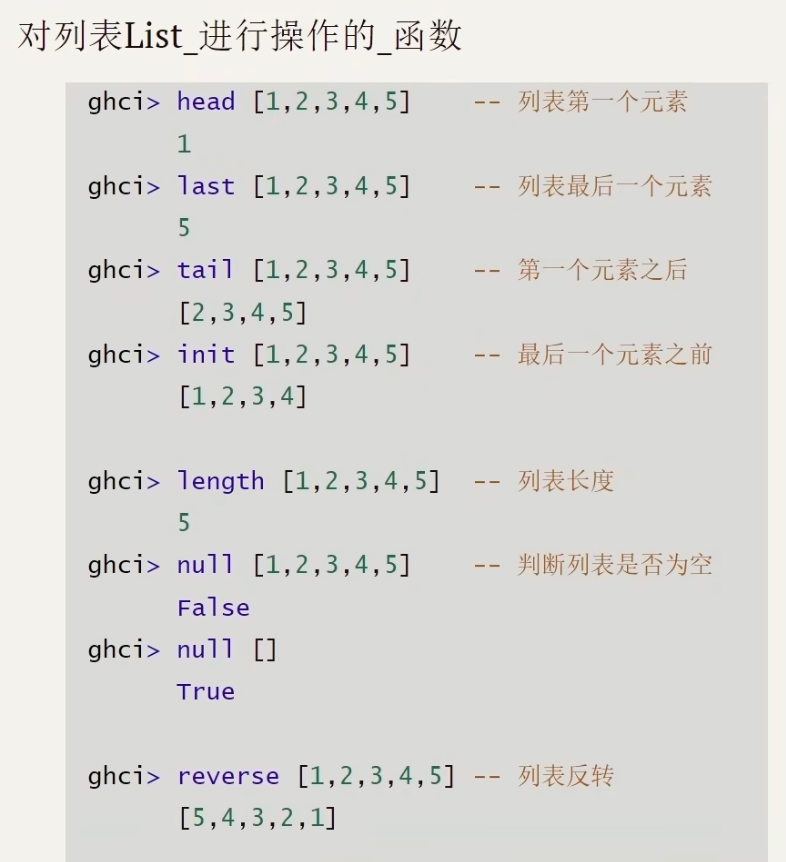 对列表List_进行操作的_函数
ghci> head [1,2,3,4,5] -- 列表第一个元素
1
ghci> last [1,2,3,4,5] -- 列表最后一个元素
5
ghci> tail [1,2,3,4,5] -- 第一个元素之后
[2,3,4,5]
ghci> init [1,2,3,4,5] -- 最后一个元素之前
[1,2,3,4]
ghci> length [1,2,3,4,5] -- 列表长度
5
ghci> null [1,2,3,4,5] -- 判断列表是否为空
False
ghci> null []
True
ghci> reverse [1,2,3,4,5] -- 列表反转
[5,4,3,2,1]